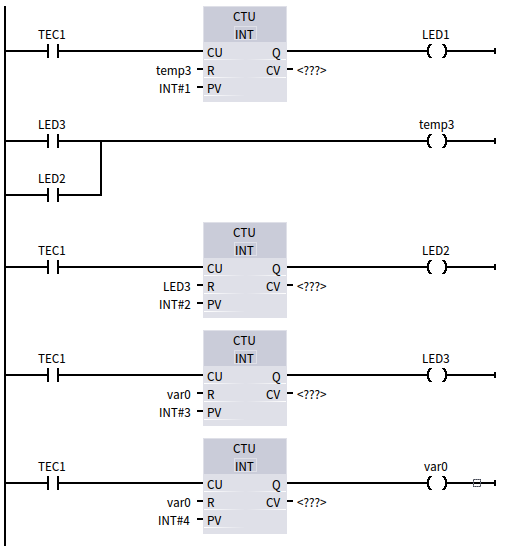 CTU
TEC1 INT LED1
CU Q
temp3 R CV <???>
INT#1 PV
LED3 temp3
LED2
CTU
TEC1 INT LED2
CU Q
LED3 R CV <???>
INT#2 PV
CTU
TEC1 INT LED3
CU Q
var0 R CV <???>
INT#3 PV
CTU
TEC1 INT var0
CU Q
var0 R CV <???>
INT#4 PV